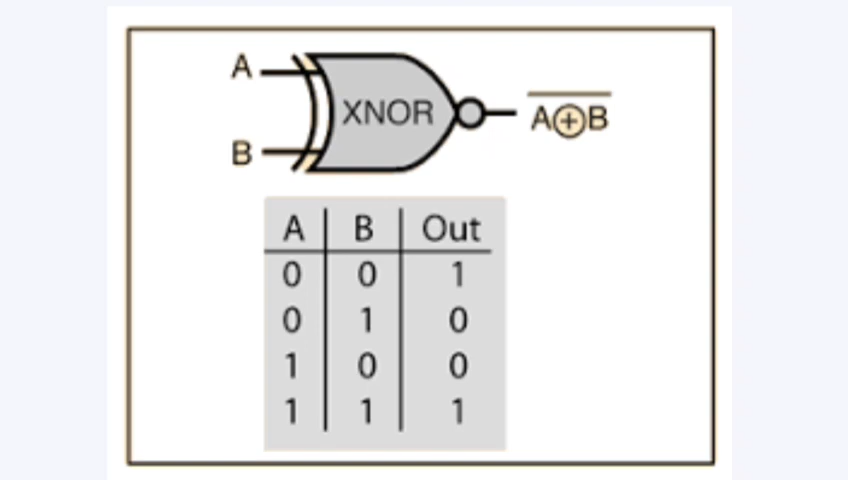 A
XNOR
A⊕B
B
A B Out
0 0 1
0 1 0
1 0 0
1 1 1